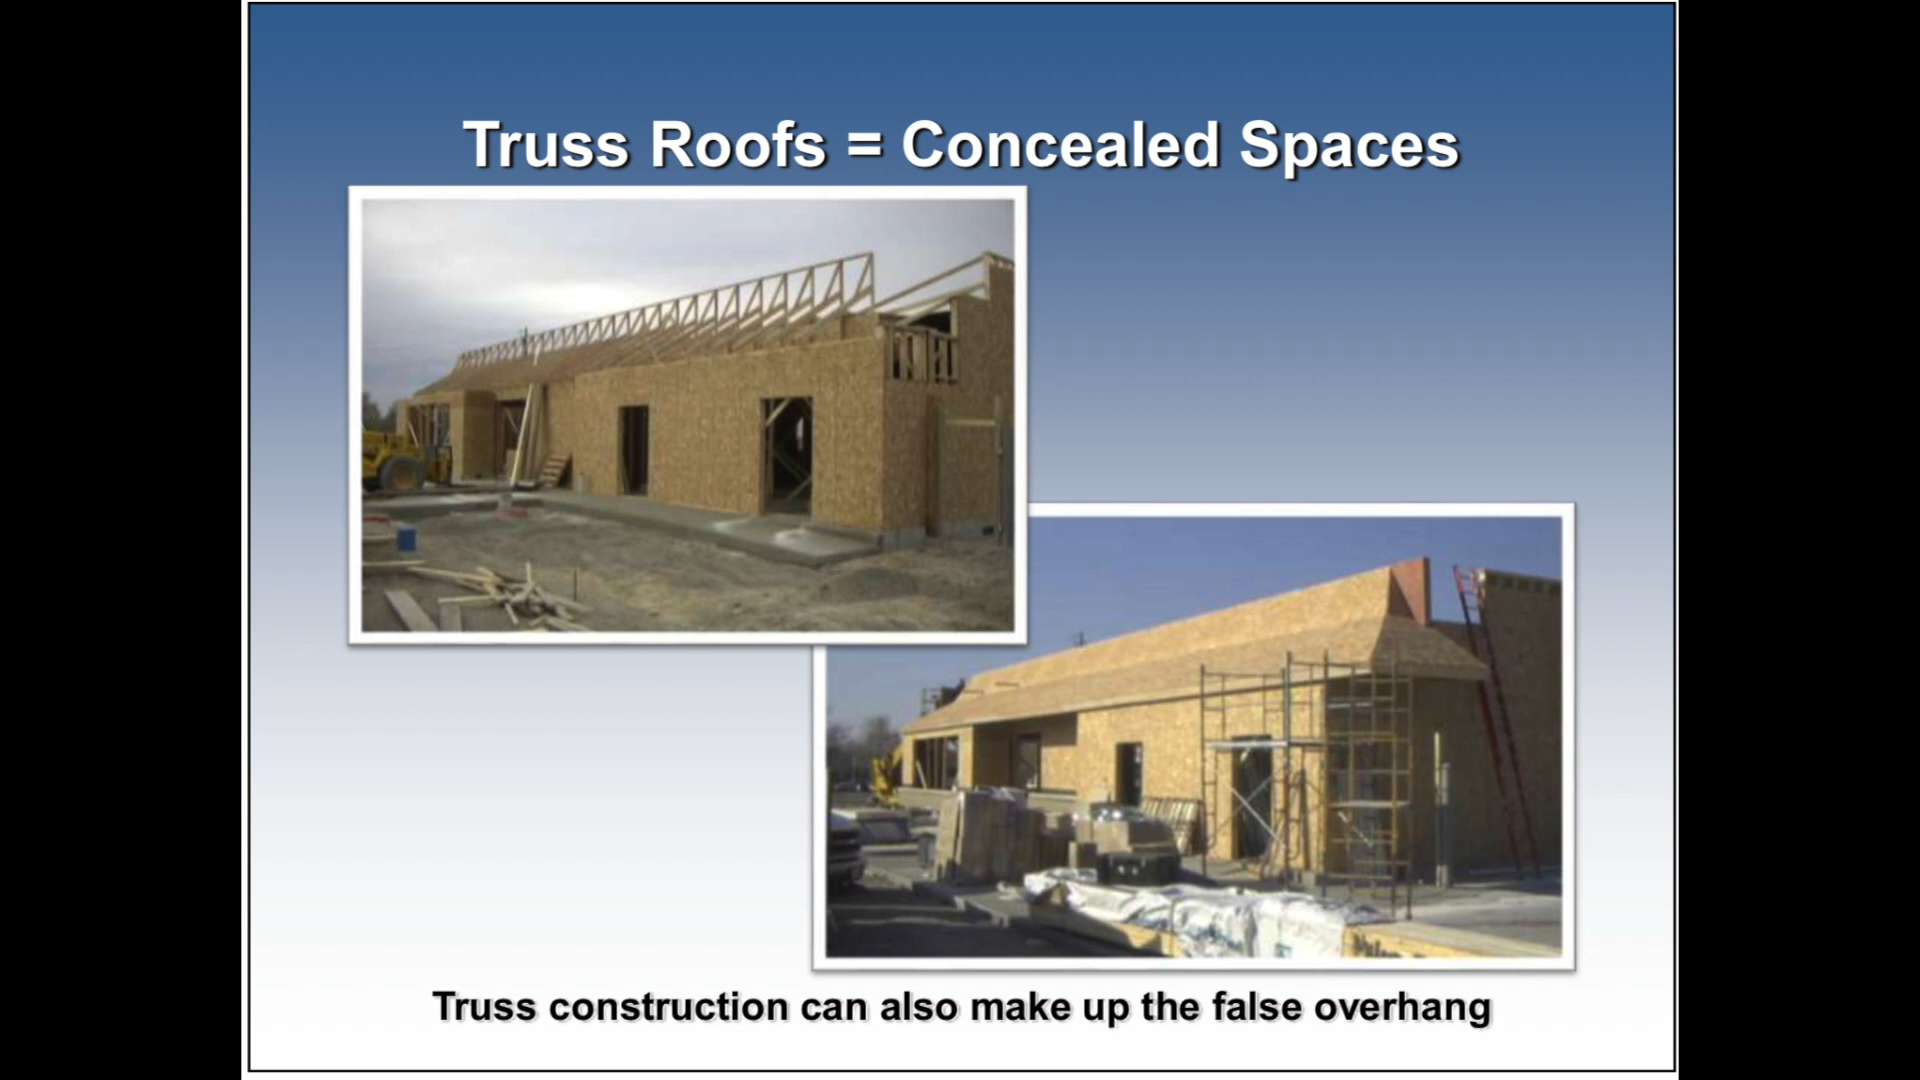 Truss Roofs = Concealed Spaces
Truss construction can also make up the false overhang